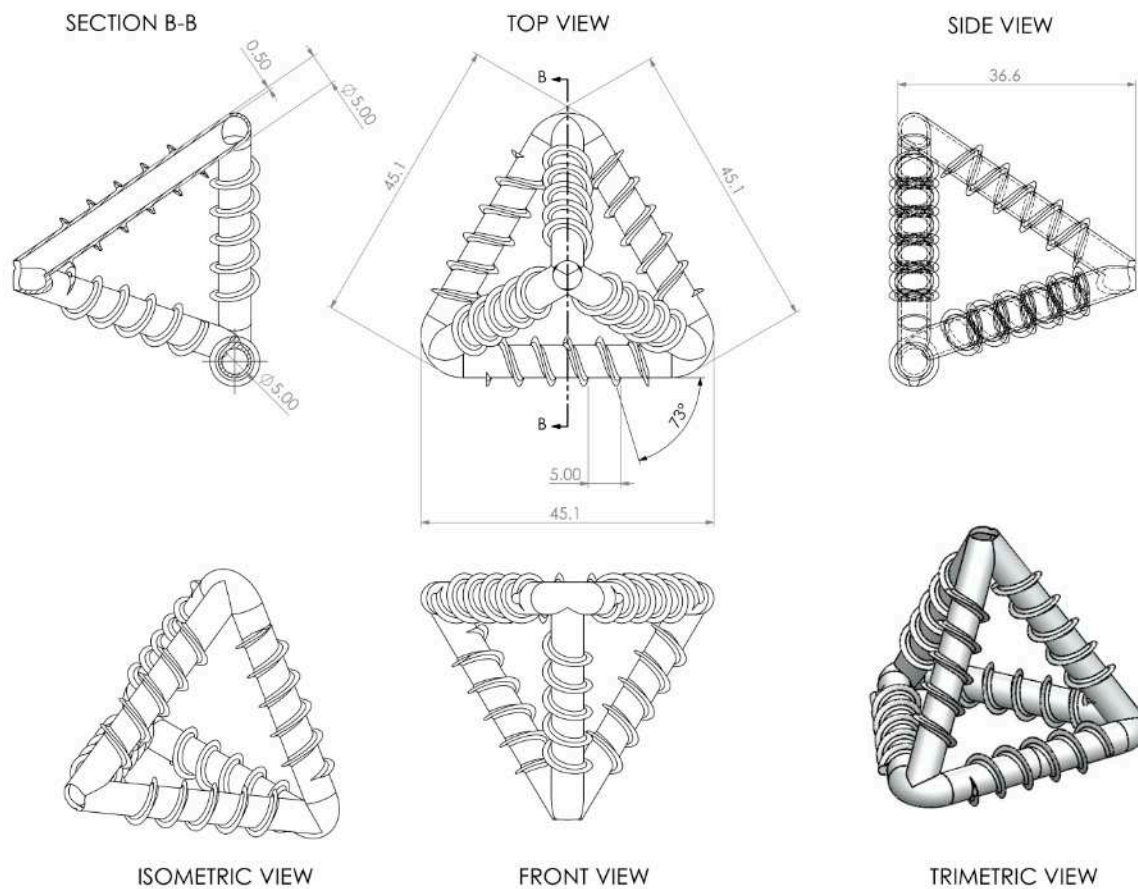 SECTION B-B
TOP VIEW
SIDE VIEW
0.50
Ø5.00
B
36.6
45.1
45.1
Ø5.00
B
73°
5.00
45.1
ISOMETRIC VIEW
FRONT VIEW
TRIMETRIC VIEW